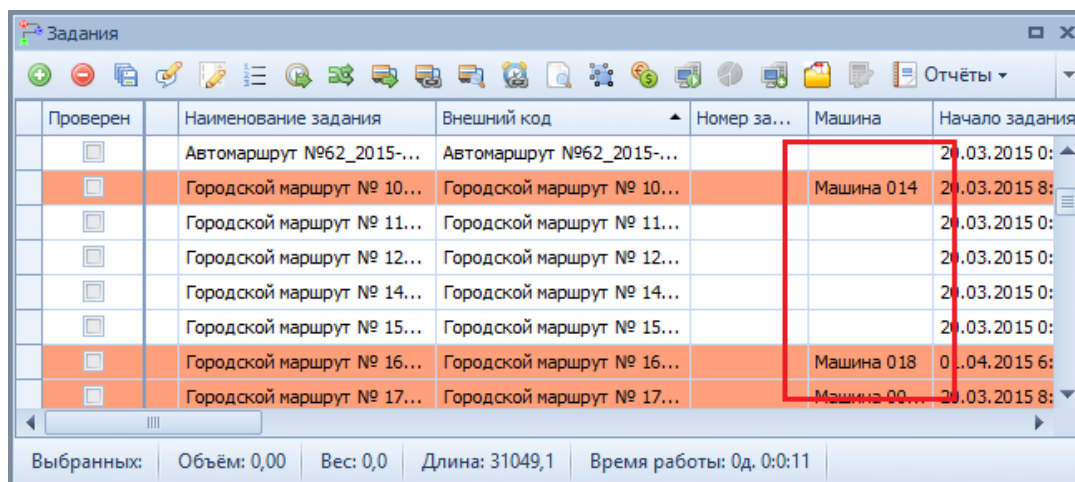 Задания
Отчёты
Проверен Наименование задания Внешний код Номер за... Машина Начало задания
Автомаршрут №62_2015-... Автомаршрут №62_2015-... 20.03.2015 0:
Городской маршрут № 10... Городской маршрут № 10... Машина 014 20.03.2015 8:
Городской маршрут № 11... Городской маршрут № 11... 20.03.2015 0:
Городской маршрут № 12... Городской маршрут № 12... 20.03.2015 0:
Городской маршрут № 14... Городской маршрут № 14... 20.03.2015 0:
Городской маршрут № 15... Городской маршрут № 15... 20.03.2015 0:
Городской маршрут № 16... Городской маршрут № 16... Машина 018 01.04.2015 6:
Городской маршрут № 17... Городской маршрут № 17... Машина 00... 20.03.2015 8:
Выбранных: Объём: 0,00 Вес: 0,0 Длина: 31049,1 Время работы: 0д. 0:0:11